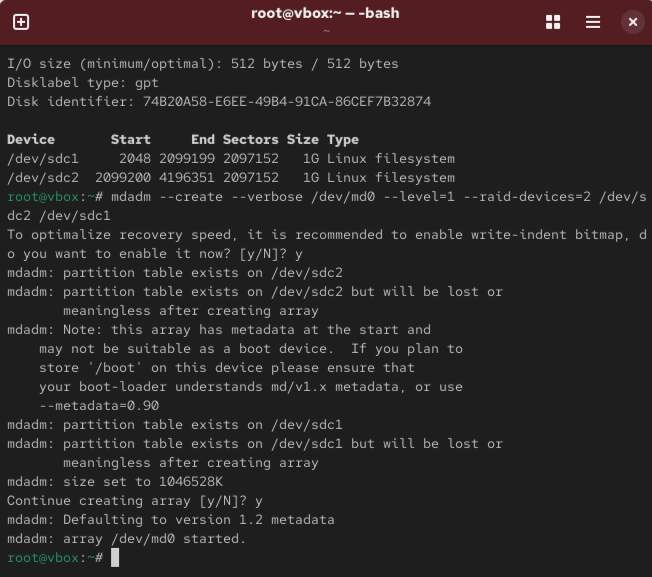 root@vbox:~ — -bash
~
I/O size (minimum/optimal): 512 bytes / 512 bytes
Disklabel type: gpt
Disk identifier: 74B20A58-E6EE-49B4-91CA-86CEF7B32874
Device       Start     End Sectors Size Type
/dev/sdc1     2048 2099199 2097152   1G Linux filesystem
/dev/sdc2  2099200 4196351 2097152   1G Linux filesystem
root@vbox:~# mdadm --create --verbose /dev/md0 --level=1 --raid-devices=2 /dev/s
dc2 /dev/sdc1
To optimalize recovery speed, it is recommended to enable write-indent bitmap, d
o you want to enable it now? [y/N]? y
mdadm: partition table exists on /dev/sdc2
mdadm: partition table exists on /dev/sdc2 but will be lost or
       meaningless after creating array
mdadm: Note: this array has metadata at the start and
    may not be suitable as a boot device.  If you plan to
    store '/boot' on this device please ensure that
    your boot-loader understands md/v1.x metadata, or use
    --metadata=0.90
mdadm: partition table exists on /dev/sdc1
mdadm: partition table exists on /dev/sdc1 but will be lost or
       meaningless after creating array
mdadm: size set to 1046528K
Continue creating array [y/N]? y
mdadm: Defaulting to version 1.2 metadata
mdadm: array /dev/md0 started.
root@vbox:~#